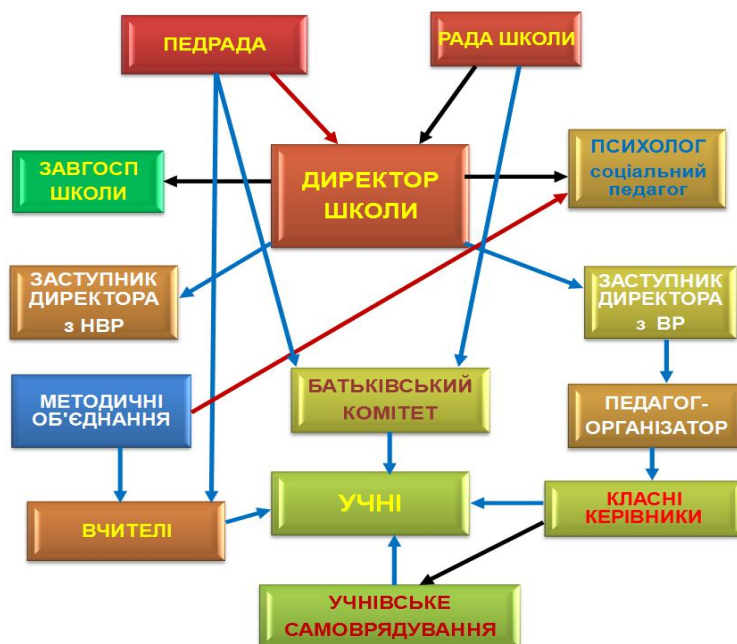 ПЕДРАДА
РАДА ШКОЛИ
ЗАВГОСП
ШКОЛИ
ДИРЕКТОР
ШКОЛИ
ПСИХОЛОГ
соціальний
педагог
ЗАСТУПНИК
ДИРЕКТОРА
з НВР
ЗАСТУПНИК
ДИРЕКТОРА
з ВР
МЕТОДИЧНІ
ОБ'ЄДНАННЯ
БАТЬКІВСЬКИЙ
КОМІТЕТ
ПЕДАГОГ-
ОРГАНІЗАТОР
ВЧИТЕЛІ
УЧНІ
КЛАСНІ
КЕРІВНИКИ
УЧНІВСЬКЕ
САМОВРЯДУВАННЯ